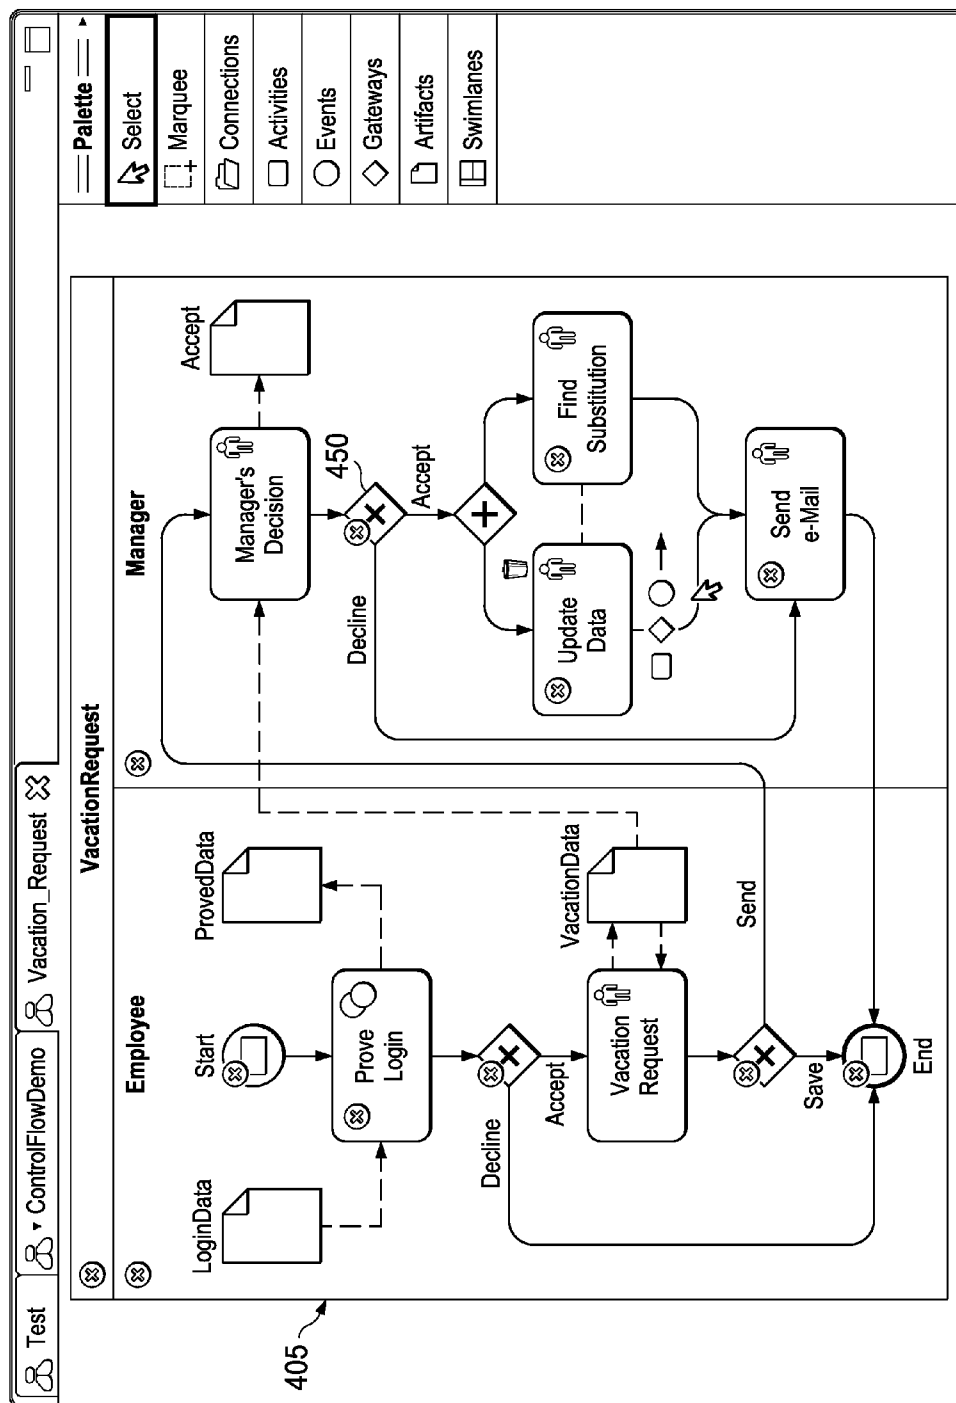 Test
ControlFlowDemo
Vacation_Request
VacationRequest
Employee
Manager
LoginData
Start
ProvedData
Prove
Login
Decline
Accept
Vacation
Request
VacationData
Save
Send
End
Manager's
Decision
Accept
450
Decline
Accept
Update
Data
Find
Substitution
Send
e-Mail
405
Palette
Select
Marquee
Connections
Activities
Events
Gateways
Artifacts
Swimlanes